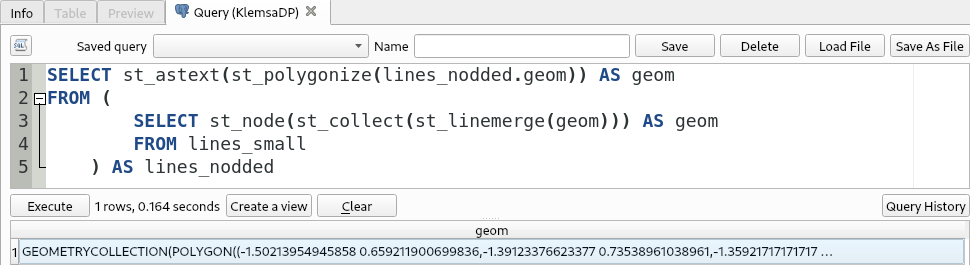 Info Table Preview Query (KlemsaDP)
Saved query Name Save Delete Load File Save As File
1 SELECT st_astext(st_polygonize(lines_nodded.geom)) AS geom
2 FROM (
3 SELECT st_node(st_collect(st_linemerge(geom))) AS geom
4 FROM lines_small
5 ) AS lines_nodded
Execute 1 rows, 0.164 seconds Create a view Clear Query History
geom
1 GEOMETRYCOLLECTION(POLYGON((-1.50213954945858 0.659211900699836,-1.39123376623377 0.73538961038961,-1.35921717171717 ...